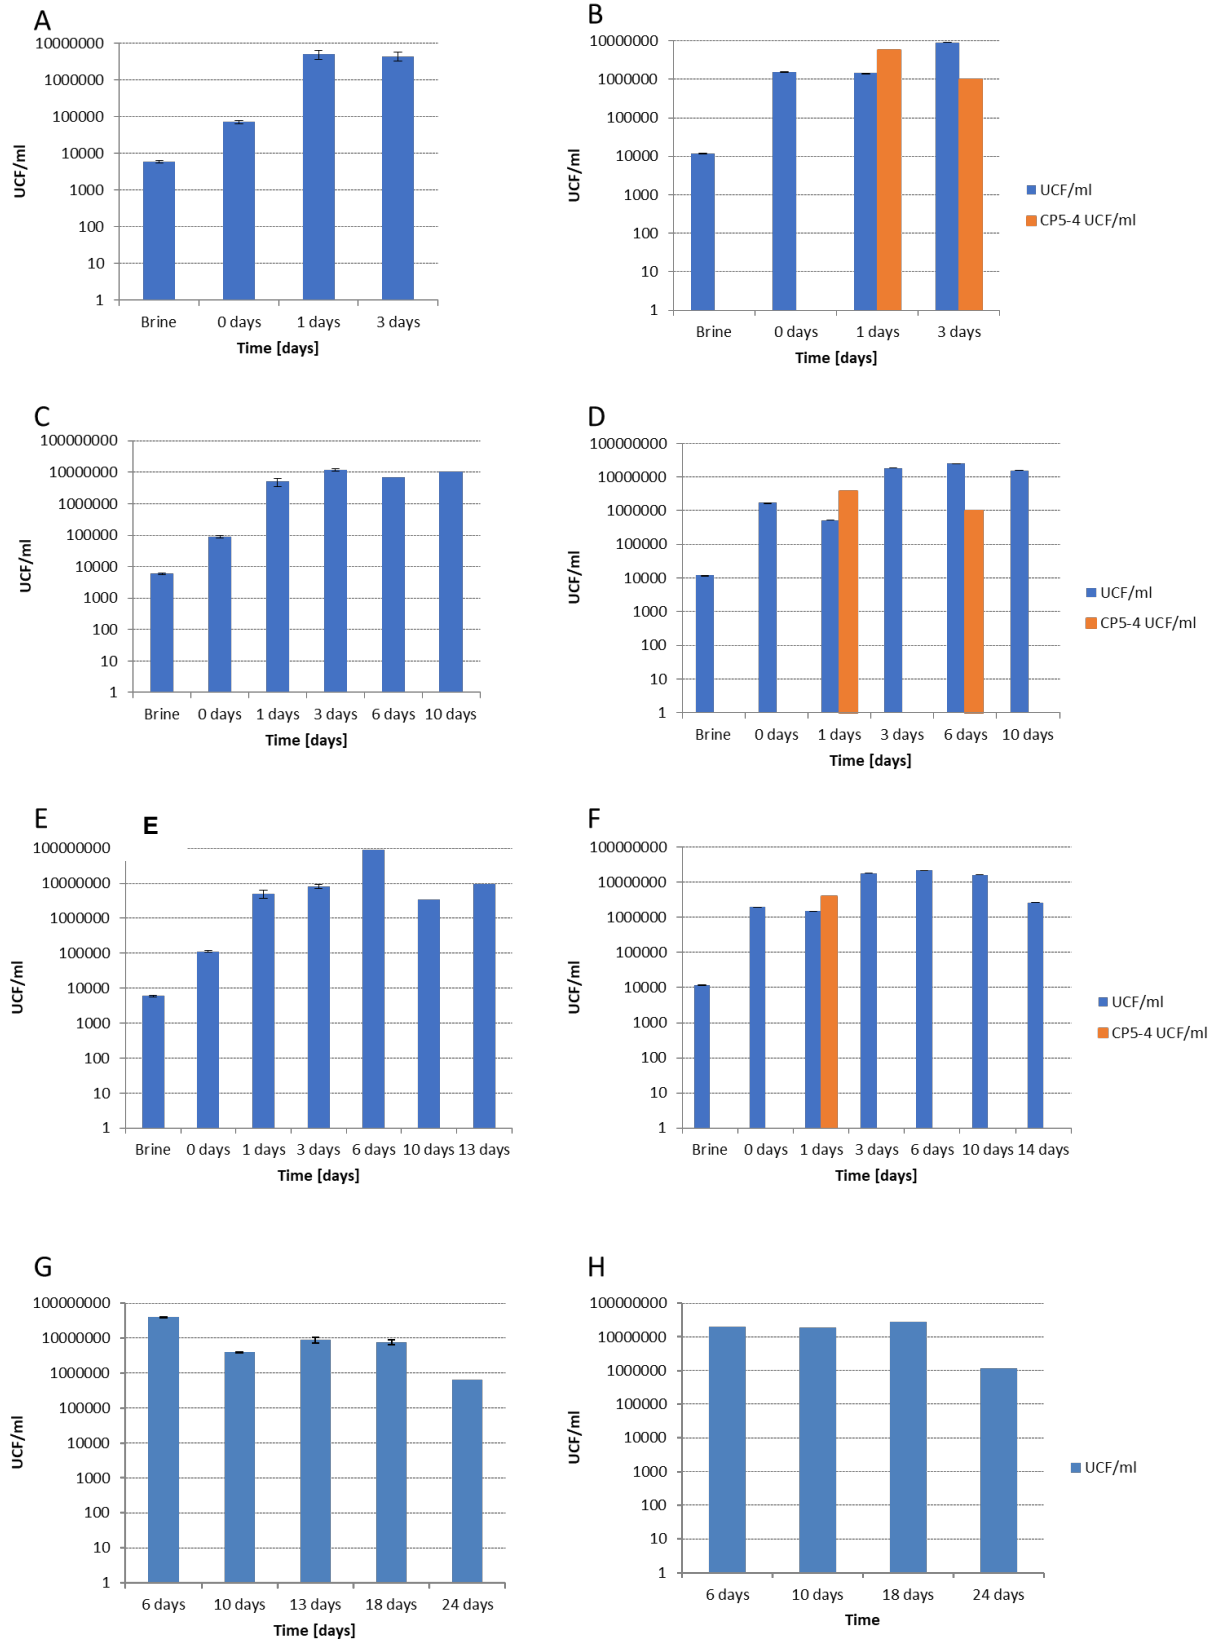 A
10000000
1000000
100000
10000
1000
100
10
1
UCF/ml
Brine 0 days 1 days 3 days
Time [days]
B
10000000
1000000
100000
10000
1000
100
10
1
UCF/ml
Brine 0 days 1 days 3 days
Time [days]
UCF/ml
CP5-4 UCF/ml
C
100000000
10000000
1000000
100000
10000
1000
100
10
1
UCF/ml
Brine 0 days 1 days 3 days 6 days 10 days
Time [days]
D
100000000
10000000
1000000
100000
10000
1000
100
10
1
UCF/ml
Brine 0 days 1 days 3 days 6 days 10 days
Time [days]
UCF/ml
CP5-4 UCF/ml
E
E
100000000
10000000
1000000
100000
10000
1000
100
10
1
UCF/ml
Brine 0 days 1 days 3 days 6 days 10 days 13 days
Time [days]
F
100000000
10000000
1000000
100000
10000
1000
100
10
1
UCF/ml
Brine 0 days 1 days 3 days 6 days 10 days 14 days
Time [days]
UCF/ml
CP5-4 UCF/ml
G
100000000
10000000
1000000
100000
10000
1000
100
10
1
UCF/ml
6 days 10 days 13 days 18 days 24 days
Time [days]
H
100000000
10000000
1000000
100000
10000
1000
100
10
1
UCF/ml
6 days 10 days 18 days 24 days
Time
UCF/ml